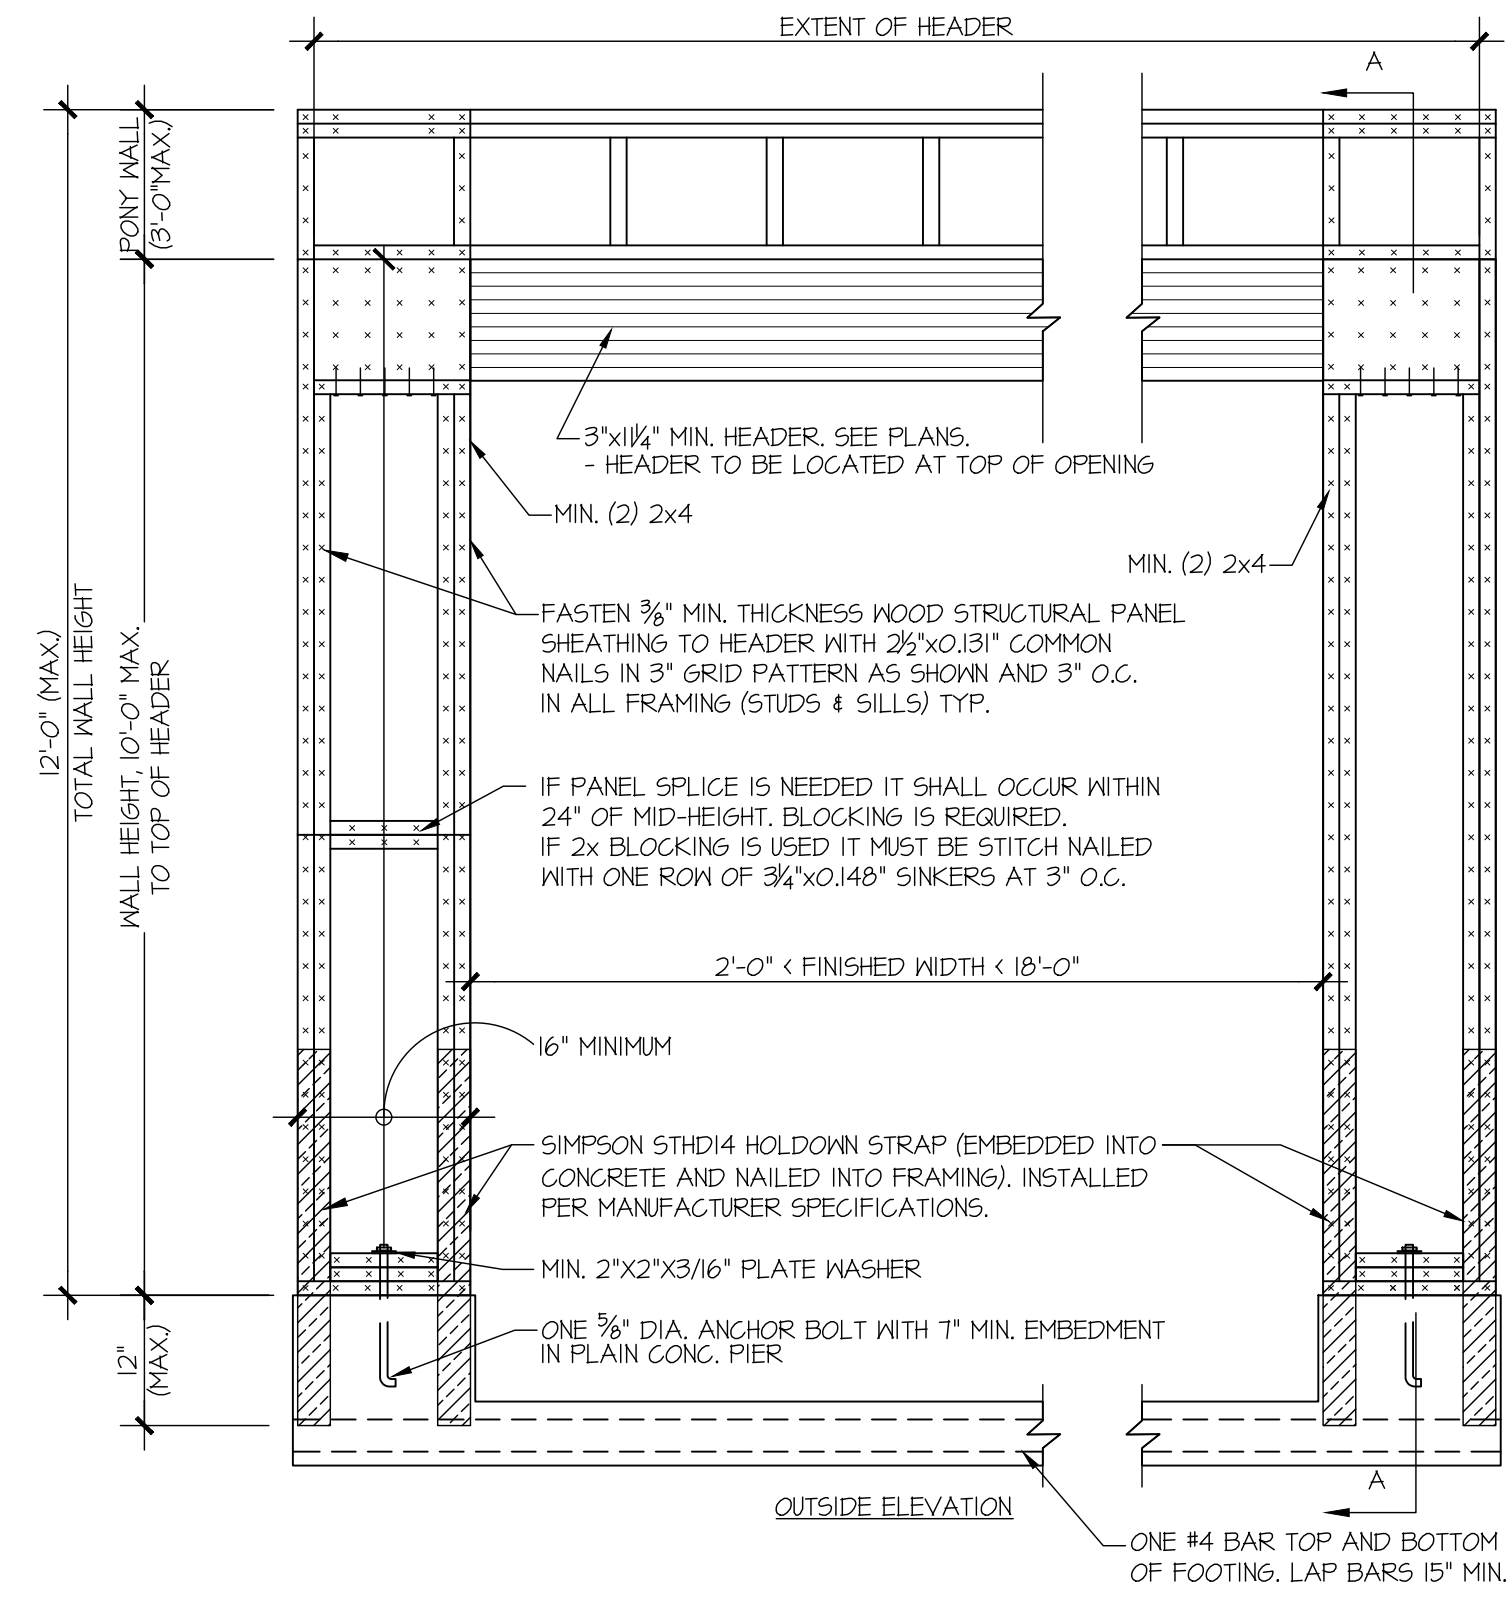 EXTENT OF HEADER
A
PONY WALL
(3'-0"MAX.)
3"x11¼" MIN. HEADER. SEE PLANS.
- HEADER TO BE LOCATED AT TOP OF OPENING
MIN. (2) 2x4
MIN. (2) 2x4
FASTEN ⅜" MIN. THICKNESS WOOD STRUCTURAL PANEL
SHEATHING TO HEADER WITH 2½"x0.131" COMMON
NAILS IN 3" GRID PATTERN AS SHOWN AND 3" O.C.
IN ALL FRAMING (STUDS & SILLS) TYP.
12'-0" (MAX.)
TOTAL WALL HEIGHT
WALL HEIGHT, 10'-0" MAX.
TO TOP OF HEADER
IF PANEL SPLICE IS NEEDED IT SHALL OCCUR WITHIN
24" OF MID-HEIGHT. BLOCKING IS REQUIRED.
IF 2x BLOCKING IS USED IT MUST BE STITCH NAILED
WITH ONE ROW OF 3¼"x0.148" SINKERS AT 3" O.C.
2'-0" < FINISHED WIDTH < 18'-0"
16" MINIMUM
SIMPSON STHD14 HOLDOWN STRAP (EMBEDDED INTO
CONCRETE AND NAILED INTO FRAMING). INSTALLED
PER MANUFACTURER SPECIFICATIONS.
MIN. 2"X2"X3/16" PLATE WASHER
ONE ⅝" DIA. ANCHOR BOLT WITH 7" MIN. EMBEDMENT
IN PLAIN CONC. PIER
12"
(MAX.)
A
OUTSIDE ELEVATION
ONE #4 BAR TOP AND BOTTOM
OF FOOTING. LAP BARS 15" MIN.